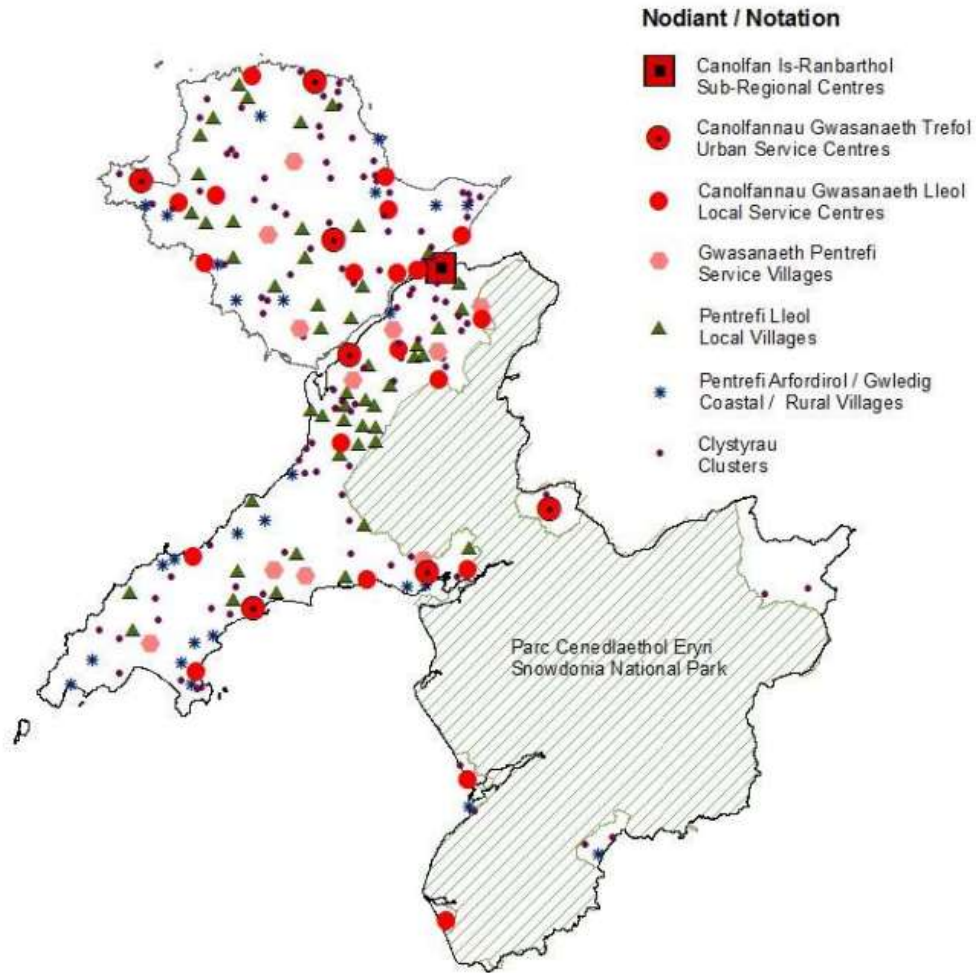 Nodiant / Notation
Canolfan Is-Ranbarthol
Sub-Regional Centres
Canolfannau Gwasanaeth Trefol
Urban Service Centres
Canolfannau Gwasanaeth Lleol
Local Service Centres
Gwasanaeth Pentrefi
Service Villages
Pentrefi Lleol
Local Villages
Pentrefi Arfordirol / Gwledig
Coastal / Rural Villages
Clystyrau
Clusters
Parc Cenedlaethol Eryri
Snowdonia National Park